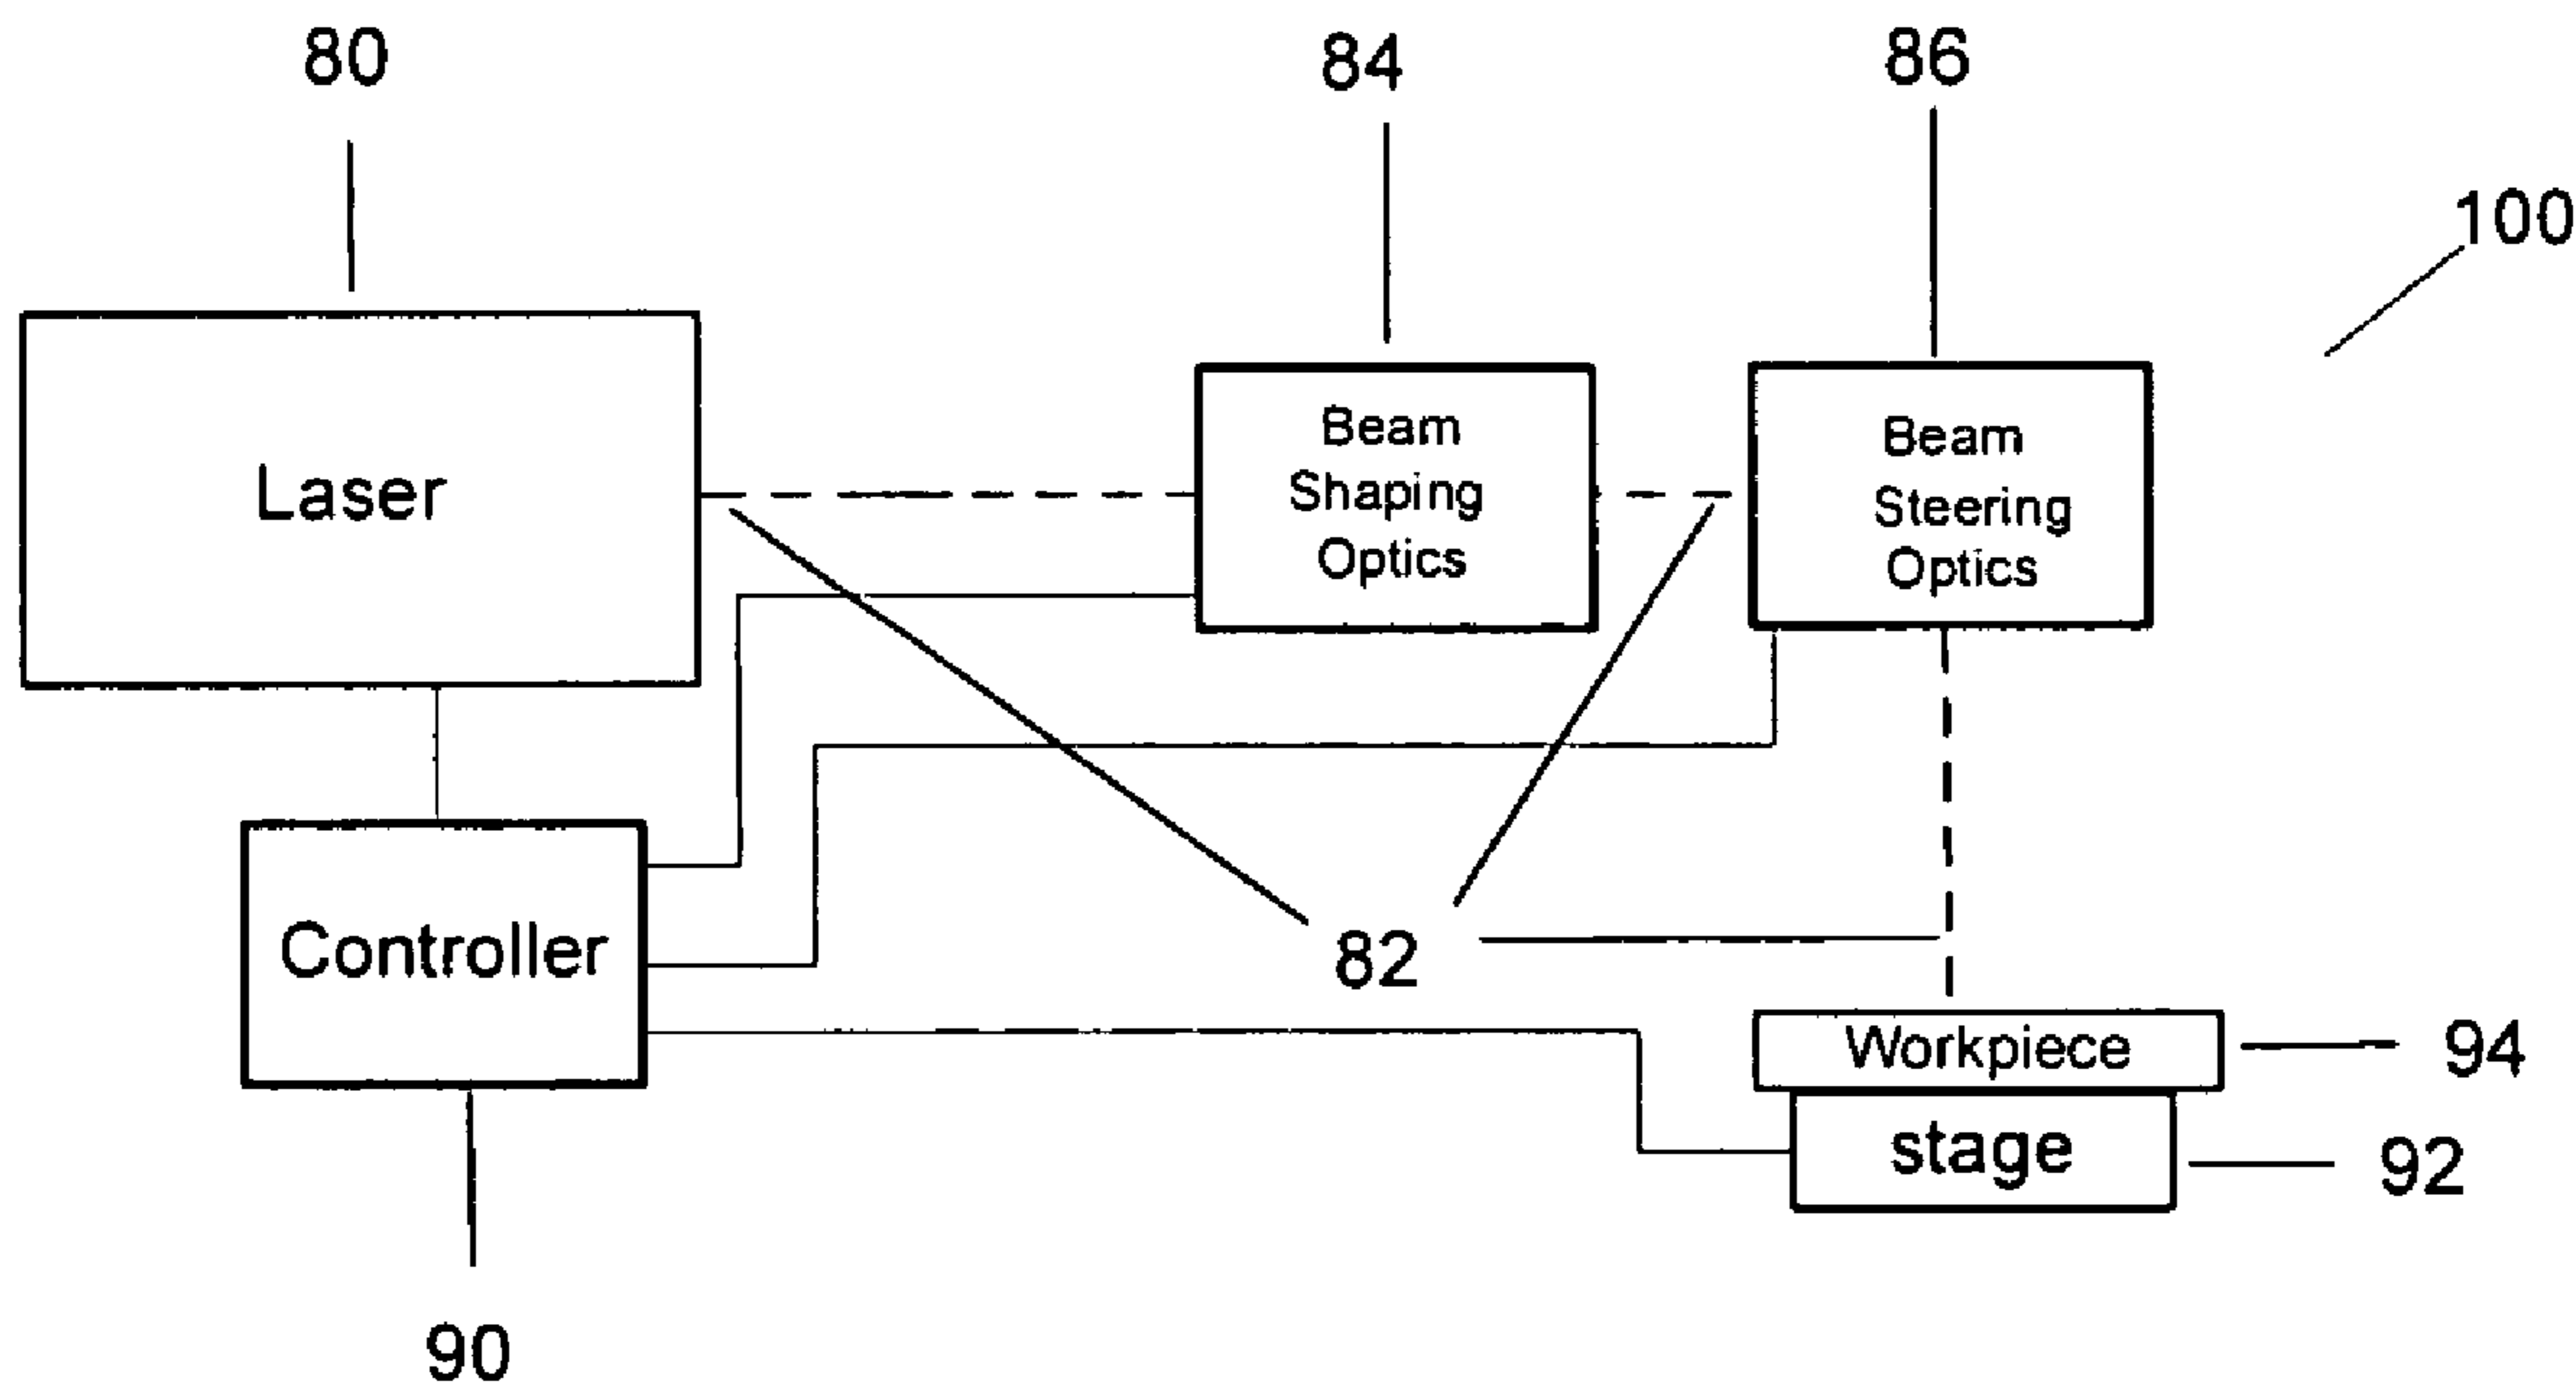 80
84
86
100
Laser
Beam
Shaping
Optics
Beam
Steering
Optics
Controller
82
Workpiece
94
stage
92
90